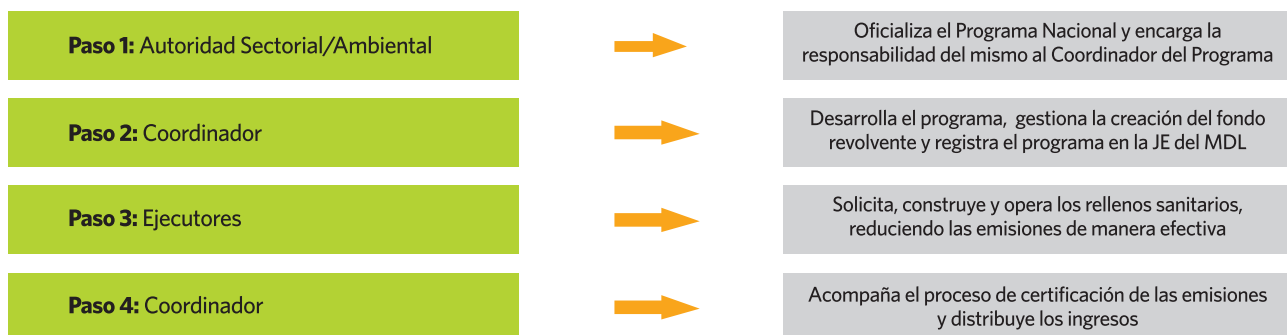 Paso 1: Autoridad Sectorial/Ambiental
Oficializa el Programa Nacional y encarga la
responsabilidad del mismo al Coordinador del Programa
Paso 2: Coordinador
Desarrolla el programa, gestiona la creación del fondo
revolvente y registra el programa en la JE del MDL
Paso 3: Ejecutores
Solicita, construye y opera los rellenos sanitarios,
reduciendo las emisiones de manera efectiva
Paso 4: Coordinador
Acompaña el proceso de certificación de las emisiones
y distribuye los ingresos